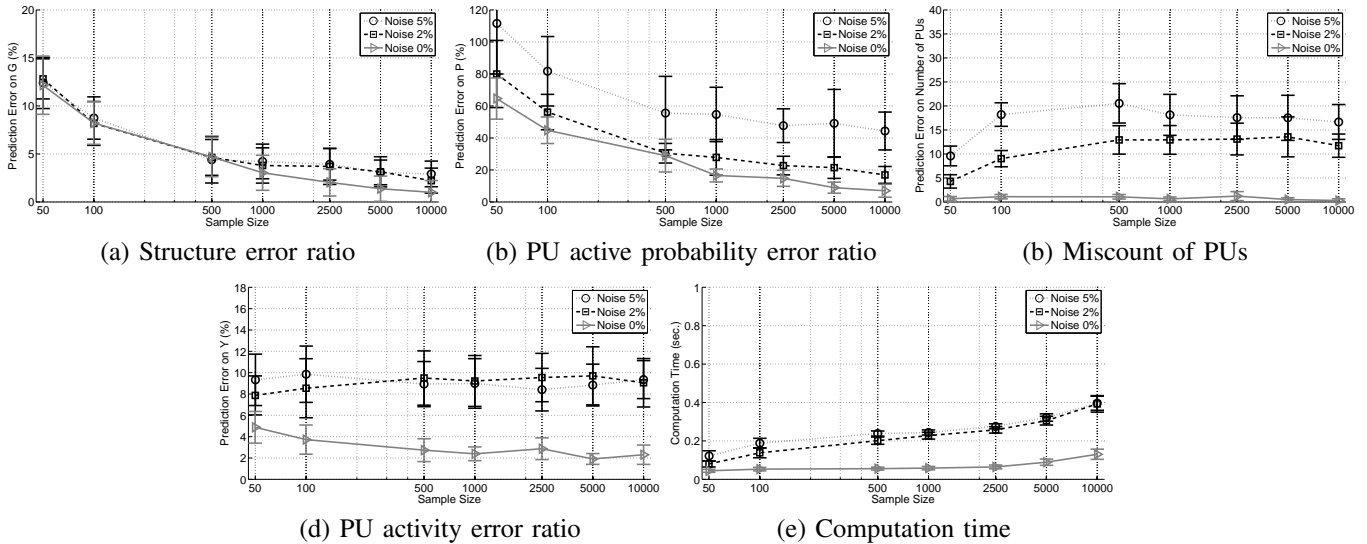 20
15
10
5
0
50
100
500
1000
2500
5000
10000
Sample Size
Prediction Error on G (%)
Noise 5%
Noise 2%
Noise 0%
(a) Structure error ratio
120
100
80
60
40
20
0
50
100
500
1000
2500
5000
10000
Sample Size
Prediction Error on P (%)
Noise 5%
Noise 2%
Noise 0%
(b) PU active probability error ratio
40
35
30
25
20
15
10
5
0
50
100
500
1000
2500
5000
10000
Sample Size
Prediction Error on Number of PUs
Noise 5%
Noise 2%
Noise 0%
(b) Miscount of PUs
18
16
14
12
10
8
6
4
2
0
50
100
500
1000
2500
5000
10000
Sample Size
Prediction Error on Y (%)
Noise 5%
Noise 2%
Noise 0%
(d) PU activity error ratio
1
0.8
0.6
0.4
0.2
0
50
100
500
1000
2500
5000
10000
Sample Size
Computation Time (sec.)
Noise 5%
Noise 2%
Noise 0%
(e) Computation time